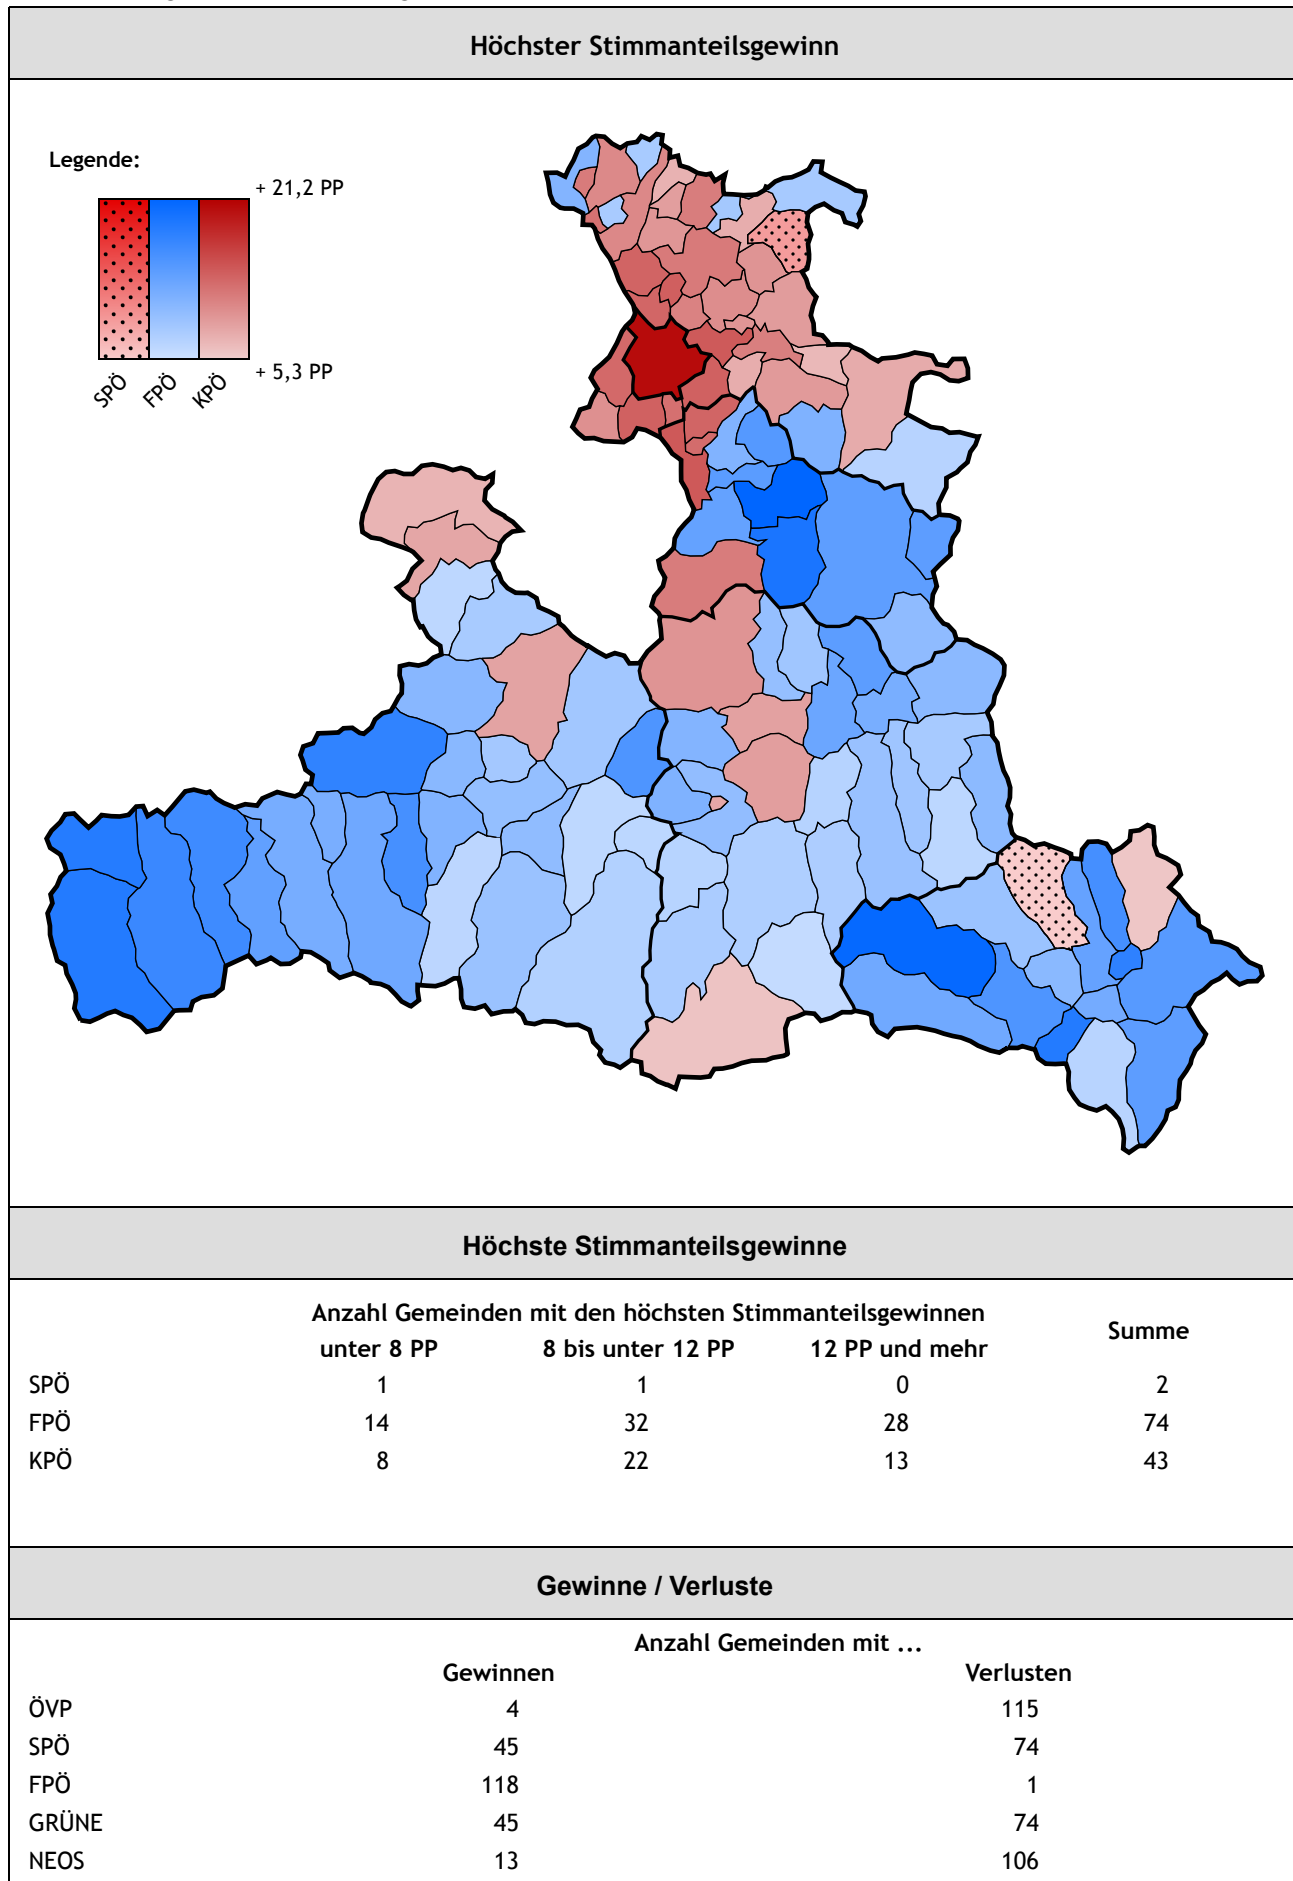 Höchster Stimmanteilsgewinn
Legende:
+ 21,2 PP
+ 5,3 PP
SPÖ FPÖ KPÖ
Höchste Stimmanteilsgewinne
Anzahl Gemeinden mit den höchsten Stimmanteilsgewinnen
Summe
unter 8 PP 8 bis unter 12 PP 12 PP und mehr
SPÖ 1 1 0 2
FPÖ 14 32 28 74
KPÖ 8 22 13 43
Gewinne / Verluste
Anzahl Gemeinden mit ...
Gewinnen Verlusten
ÖVP 4 115
SPÖ 45 74
FPÖ 118 1
GRÜNE 45 74
NEOS 13 106